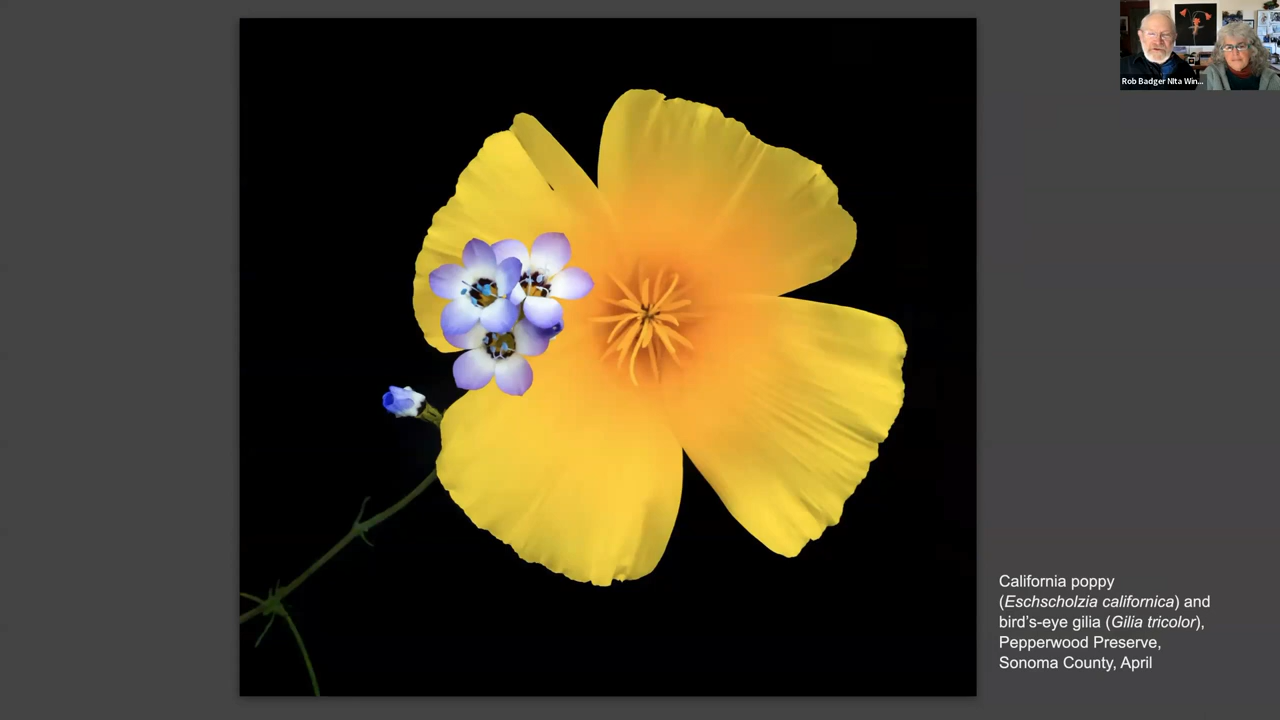 Rob Badger NIta Win...
California poppy
(Eschscholzia californica) and
bird's-eye gilia (Gilia tricolor),
Pepperwood Preserve,
Sonoma County, April